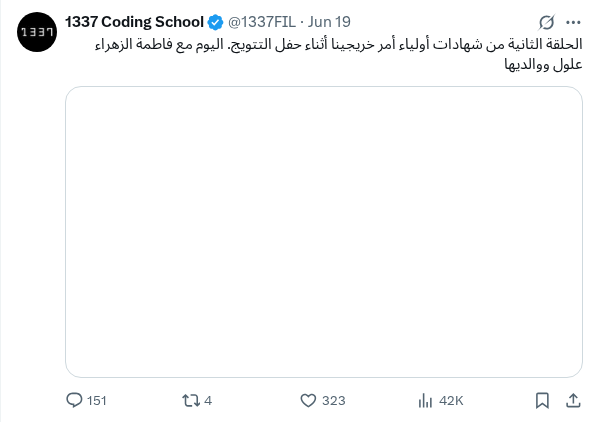 1337
1337 Coding School @1337FIL · Jun 19
الحلقة الثانية من شهادات أولياء أمر خريجينا أثناء حفل التتويج. اليوم مع فاطمة الزهراء
علول ووالديها
151 4 323 42K